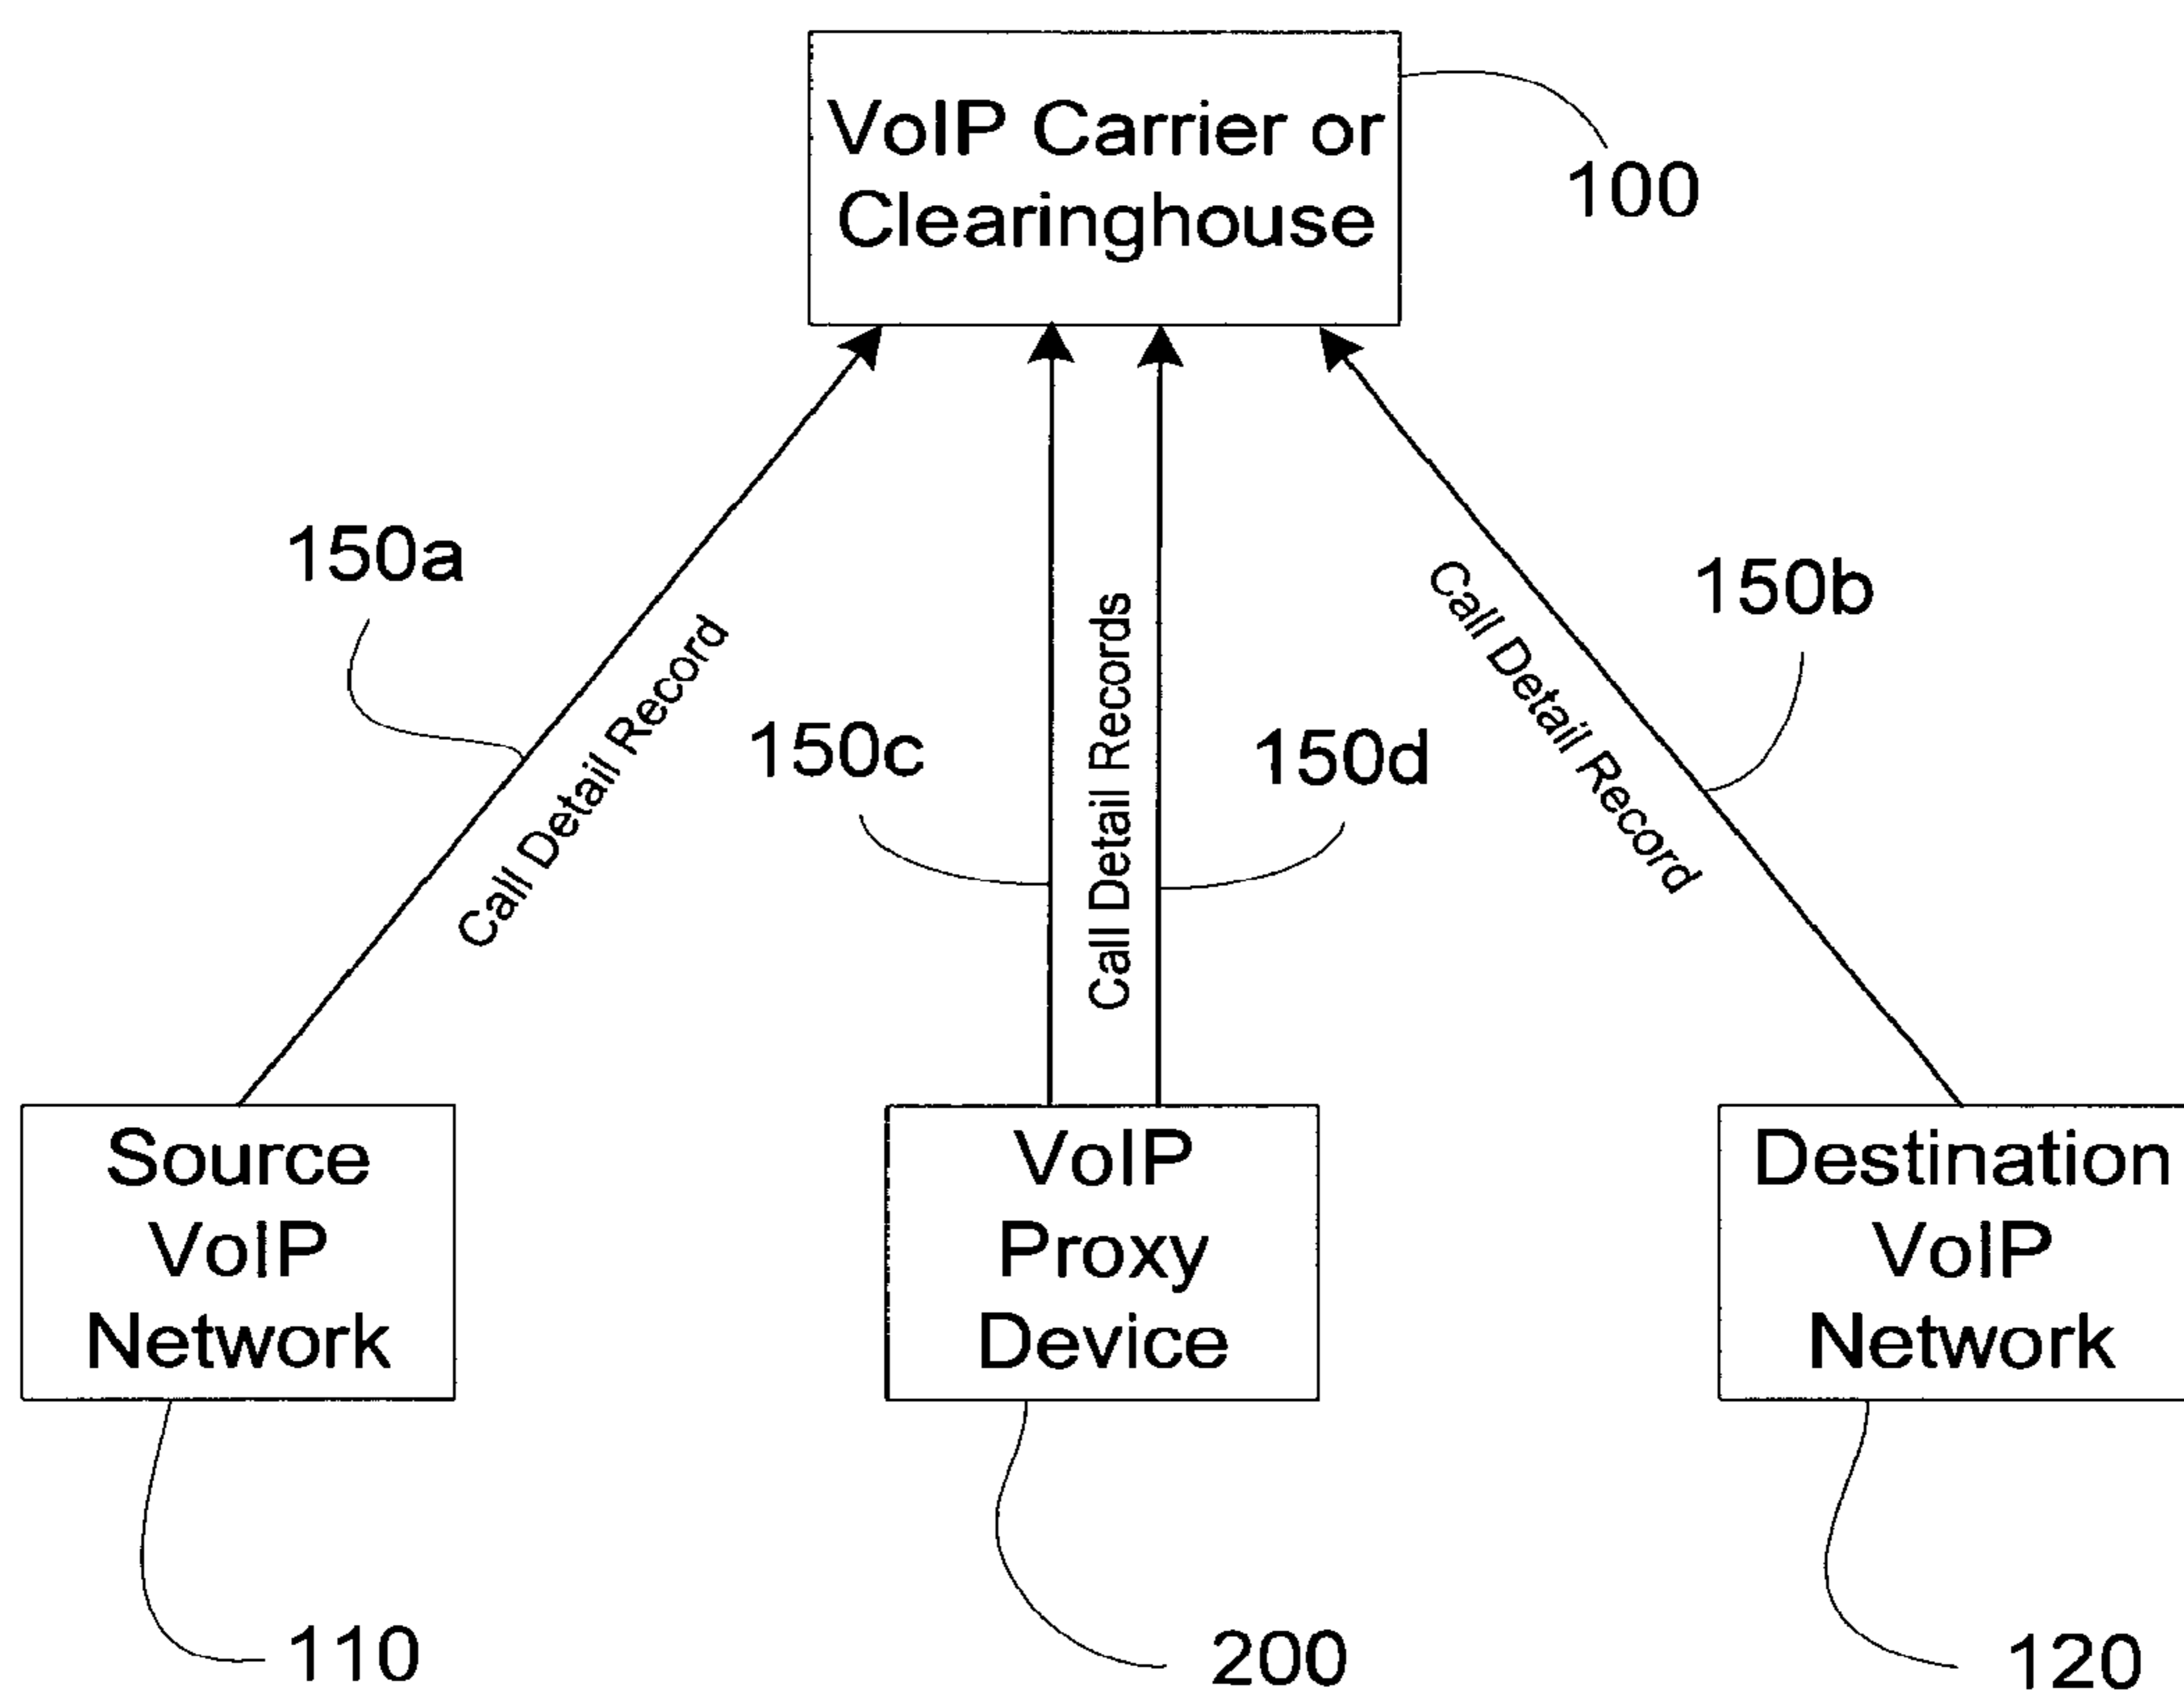 VoIP Carrier or
Clearinghouse
100
150a
150b
150c
150d
Call Detail Record
Call Detail Records
Call Detail Record
Source
VoIP
Network
VoIP
Proxy
Device
Destination
VoIP
Network
110
200
120